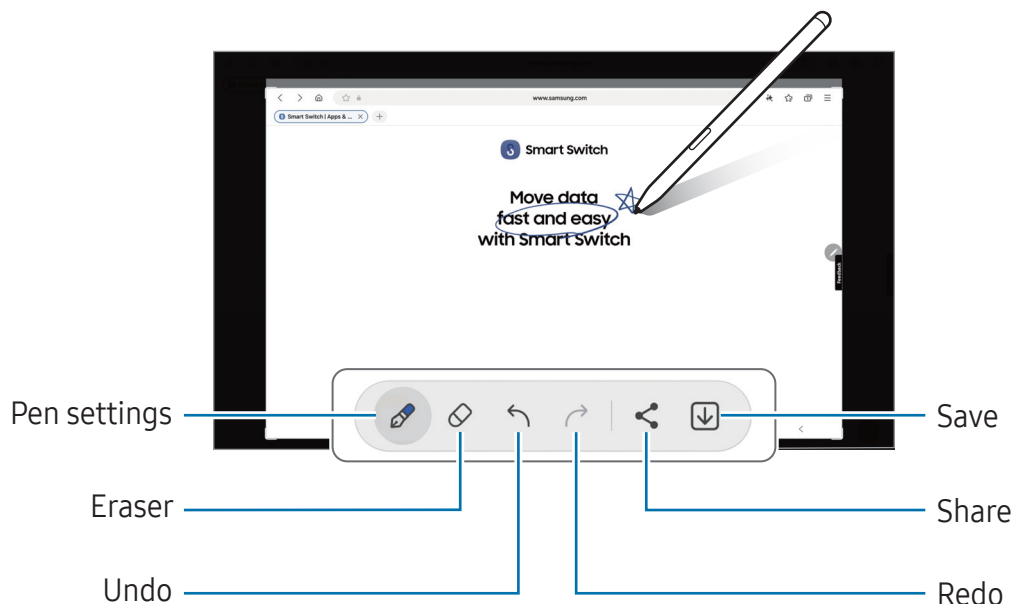 www.samsung.com
Smart Switch | Apps & ...
Smart Switch
Move data
fast and easy
with Smart Switch
Feedback
Pen settings
Save
Eraser
Share
Undo
Redo